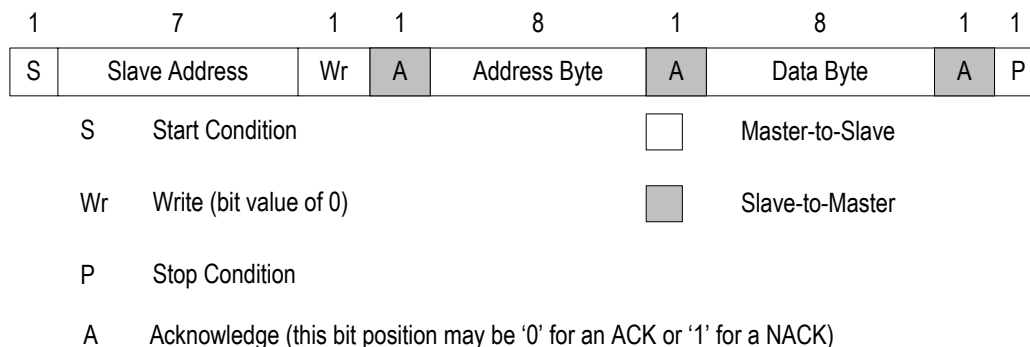 1 7 1 1 8 1 8 1 1
S Slave Address Wr A Address Byte A Data Byte A P
S Start Condition Master-to-Slave
Wr Write (bit value of 0) Slave-to-Master
P Stop Condition
A Acknowledge (this bit position may be ‘0’ for an ACK or ‘1’ for a NACK)